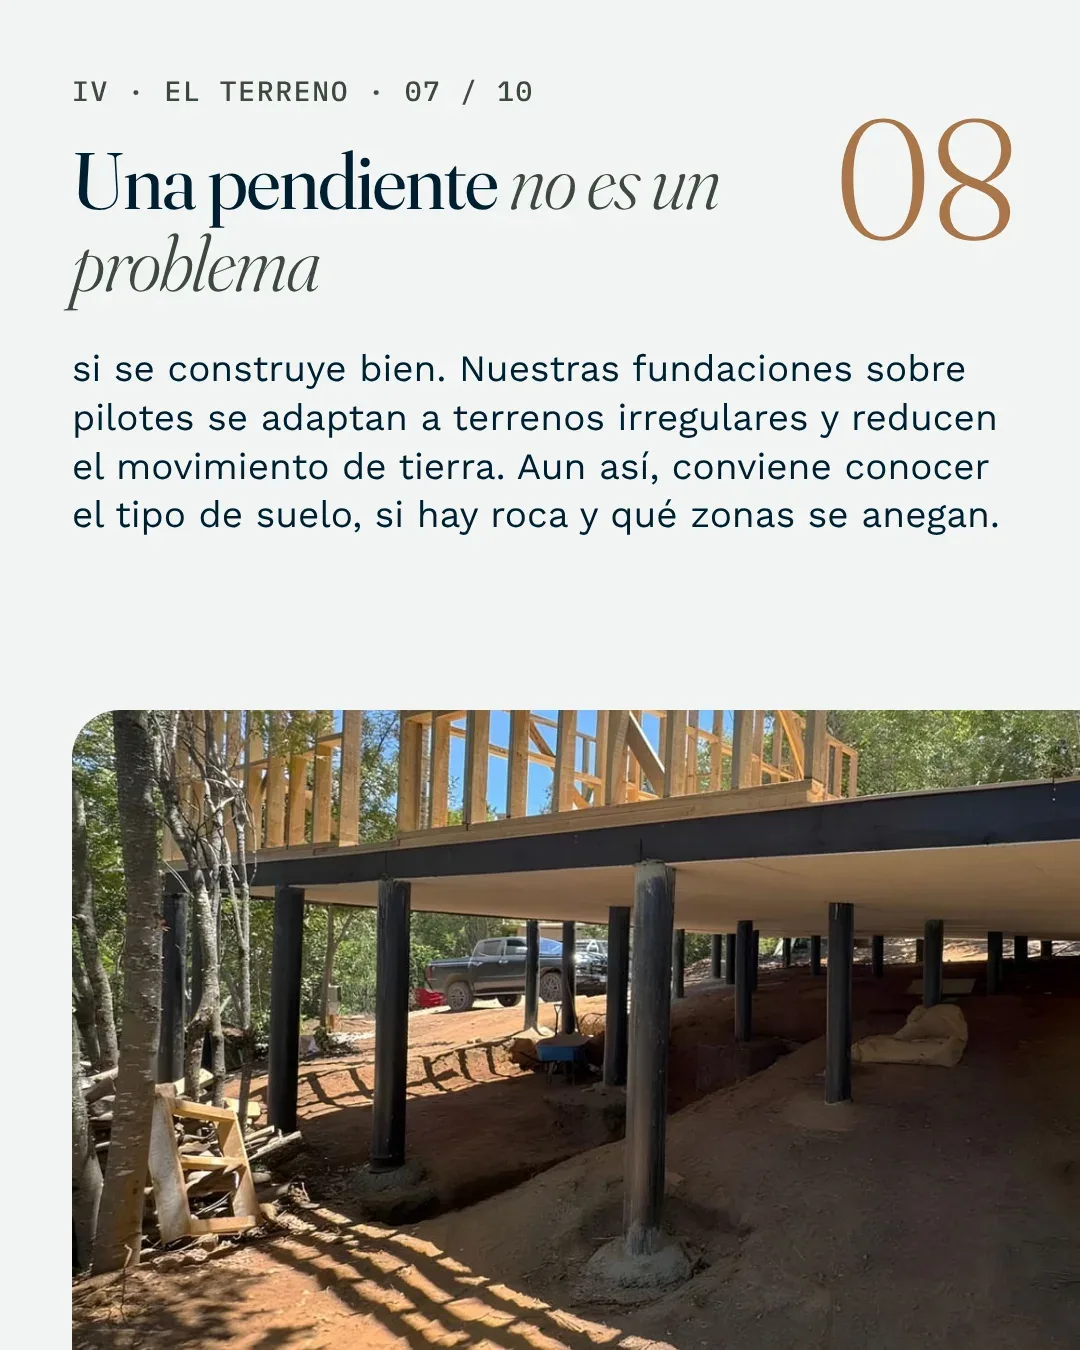 IV · EL TERRENO · 07 / 10
08
Una pendiente no es un
problema
si se construye bien. Nuestras fundaciones sobre
pilotes se adaptan a terrenos irregulares y reducen
el movimiento de tierra. Aun así, conviene conocer
el tipo de suelo, si hay roca y qué zonas se anegan.